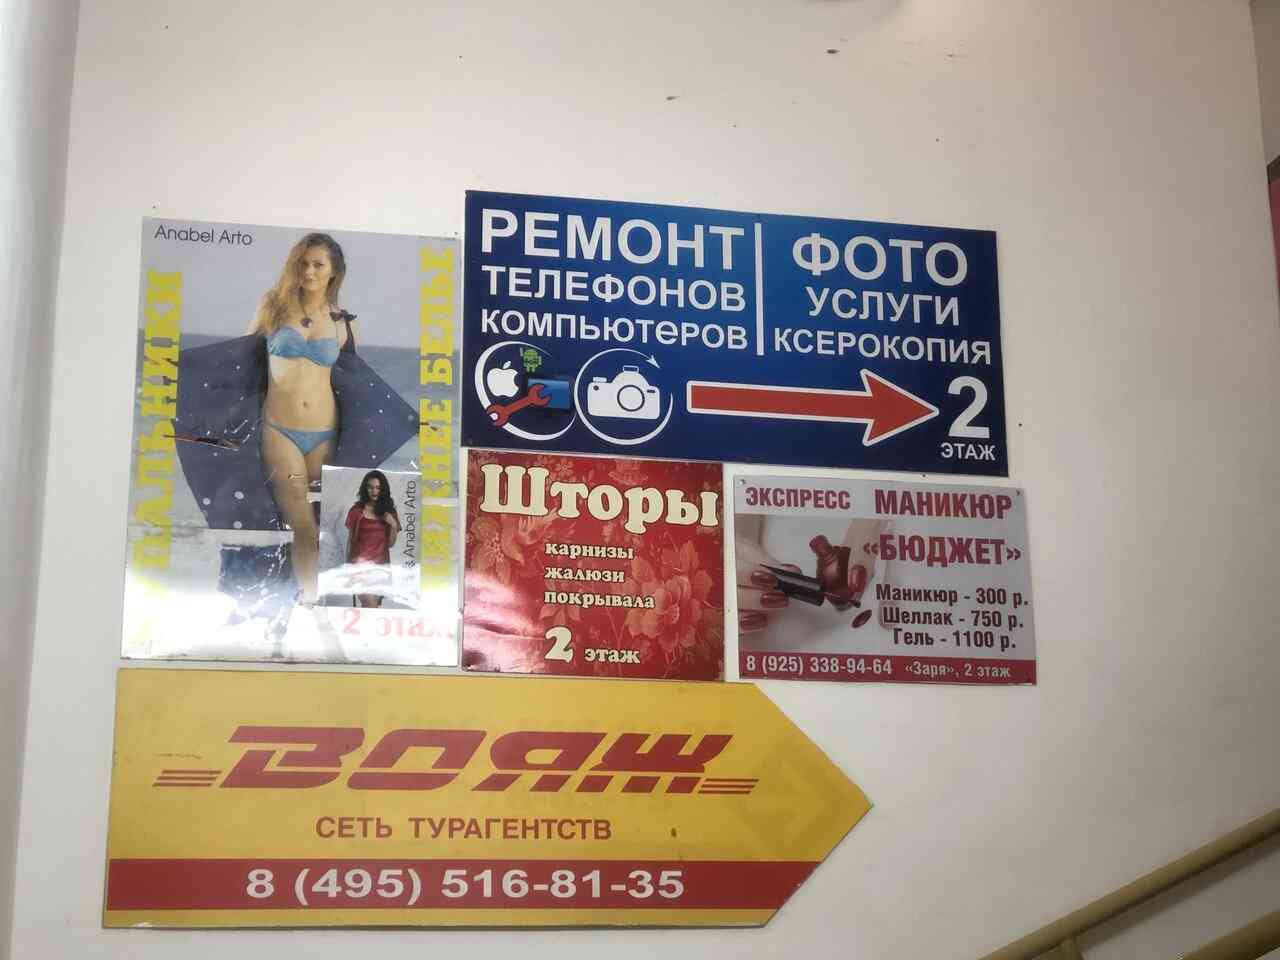 Anabel Arto
КУПАЛЬНИКИ
НИЖНЕЕ БЕЛЬЕ
Anabel Arto
2 этаж
РЕМОНТ
ТЕЛЕФОНОВ
КОМПЬЮТеРОВ
ФОТО
УСЛУГИ
КСЕРОКОПИЯ
2
ЭТАЖ
Шторы
карнизы
жалюзи
покрывала
2 этаж
ЭКСПРЕСС МАНИКЮР
«БЮДЖЕТ»
Маникюр - 300 р.
Шеллак - 750 р.
Гель - 1100 р.
8 (925) 338-94-64 «Заря», 2 этаж
ВОЯЖ
СЕТЬ ТУРАГЕНТСТВ
8 (495) 516-81-35